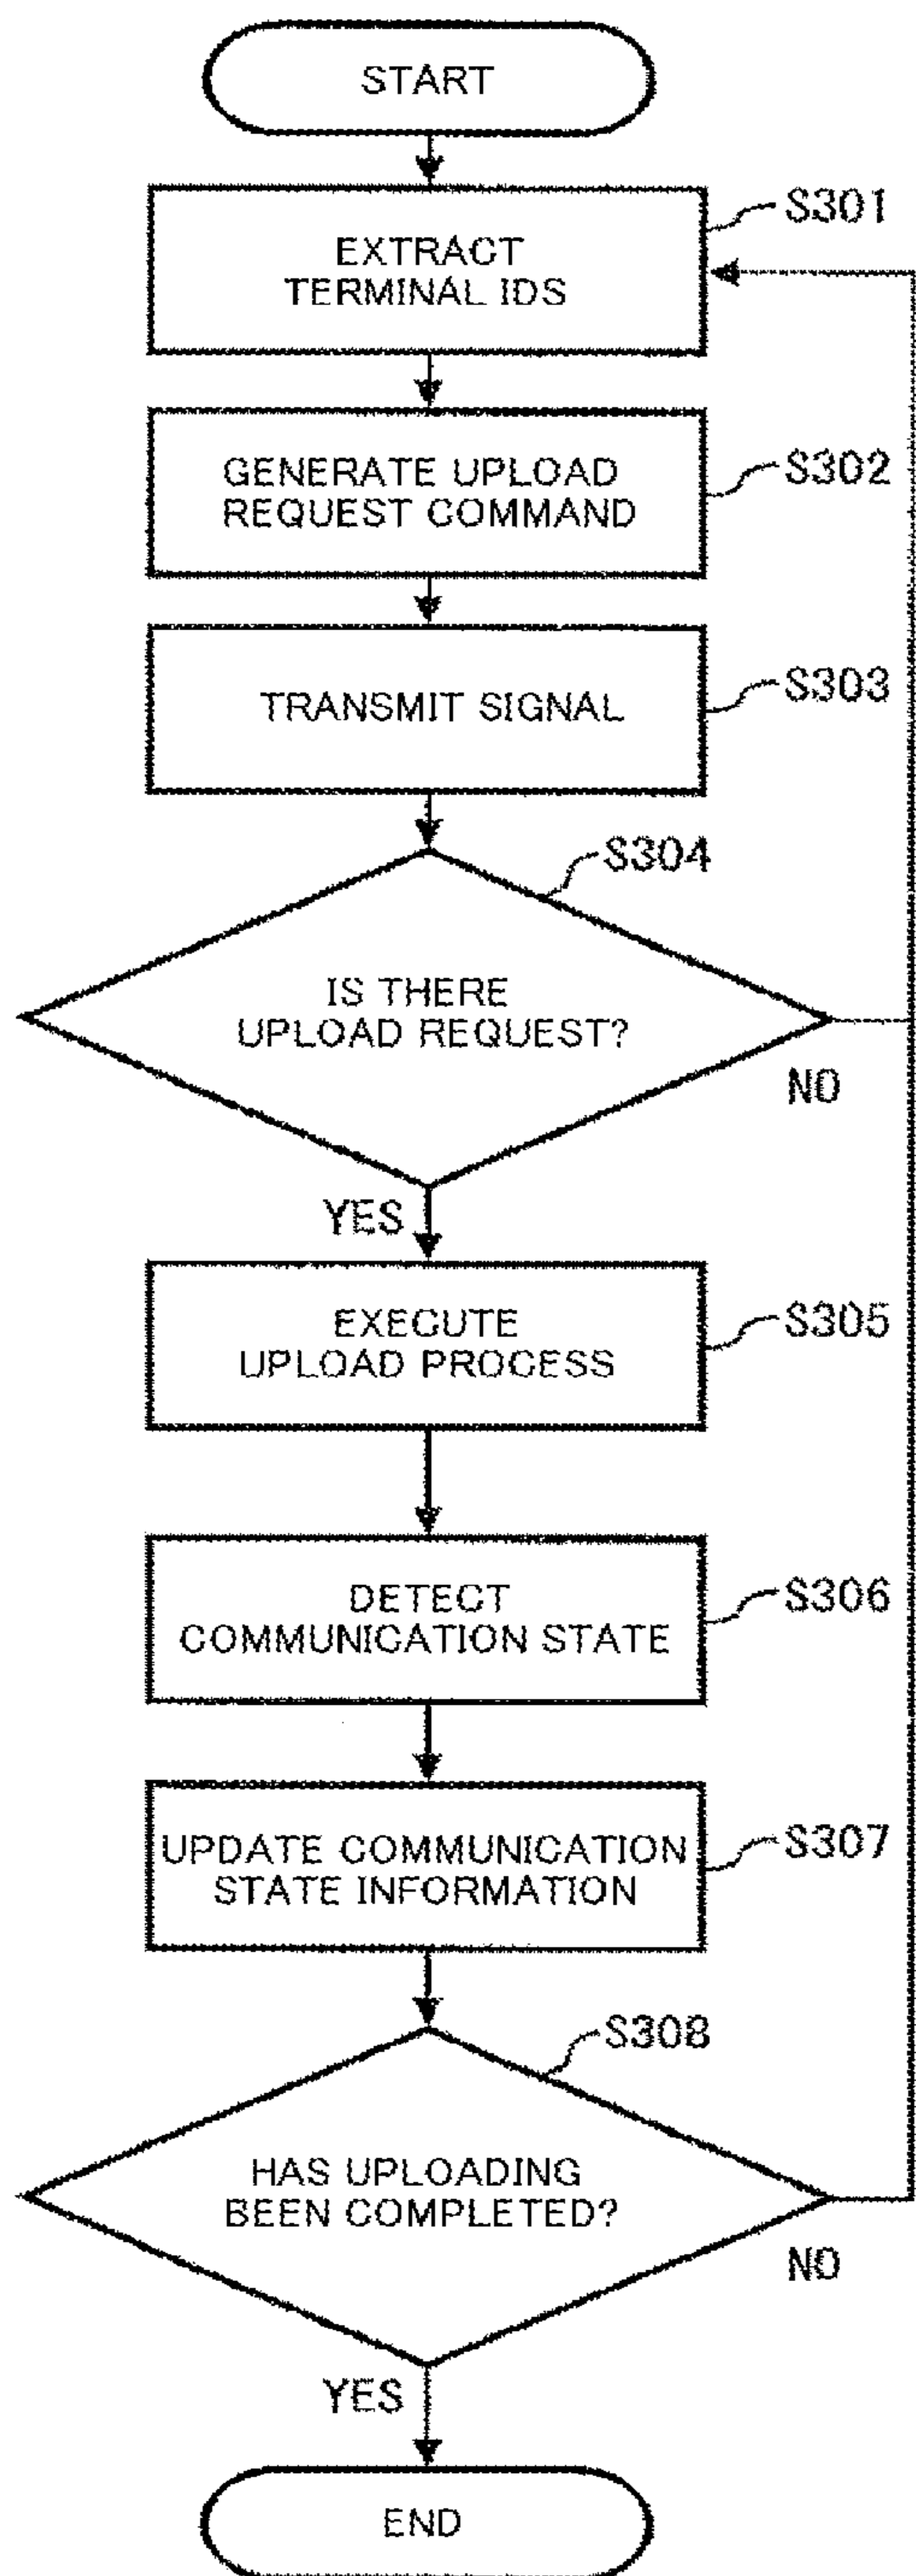 START
S301
EXTRACT
TERMINAL IDS
S302
GENERATE UPLOAD
REQUEST COMMAND
S303
TRANSMIT SIGNAL
S304
IS THERE
UPLOAD REQUEST?
NO
YES
S305
EXECUTE
UPLOAD PROCESS
S306
DETECT
COMMUNICATION STATE
S307
UPDATE COMMUNICATION
STATE INFORMATION
S308
HAS UPLOADING
BEEN COMPLETED?
NO
YES
END